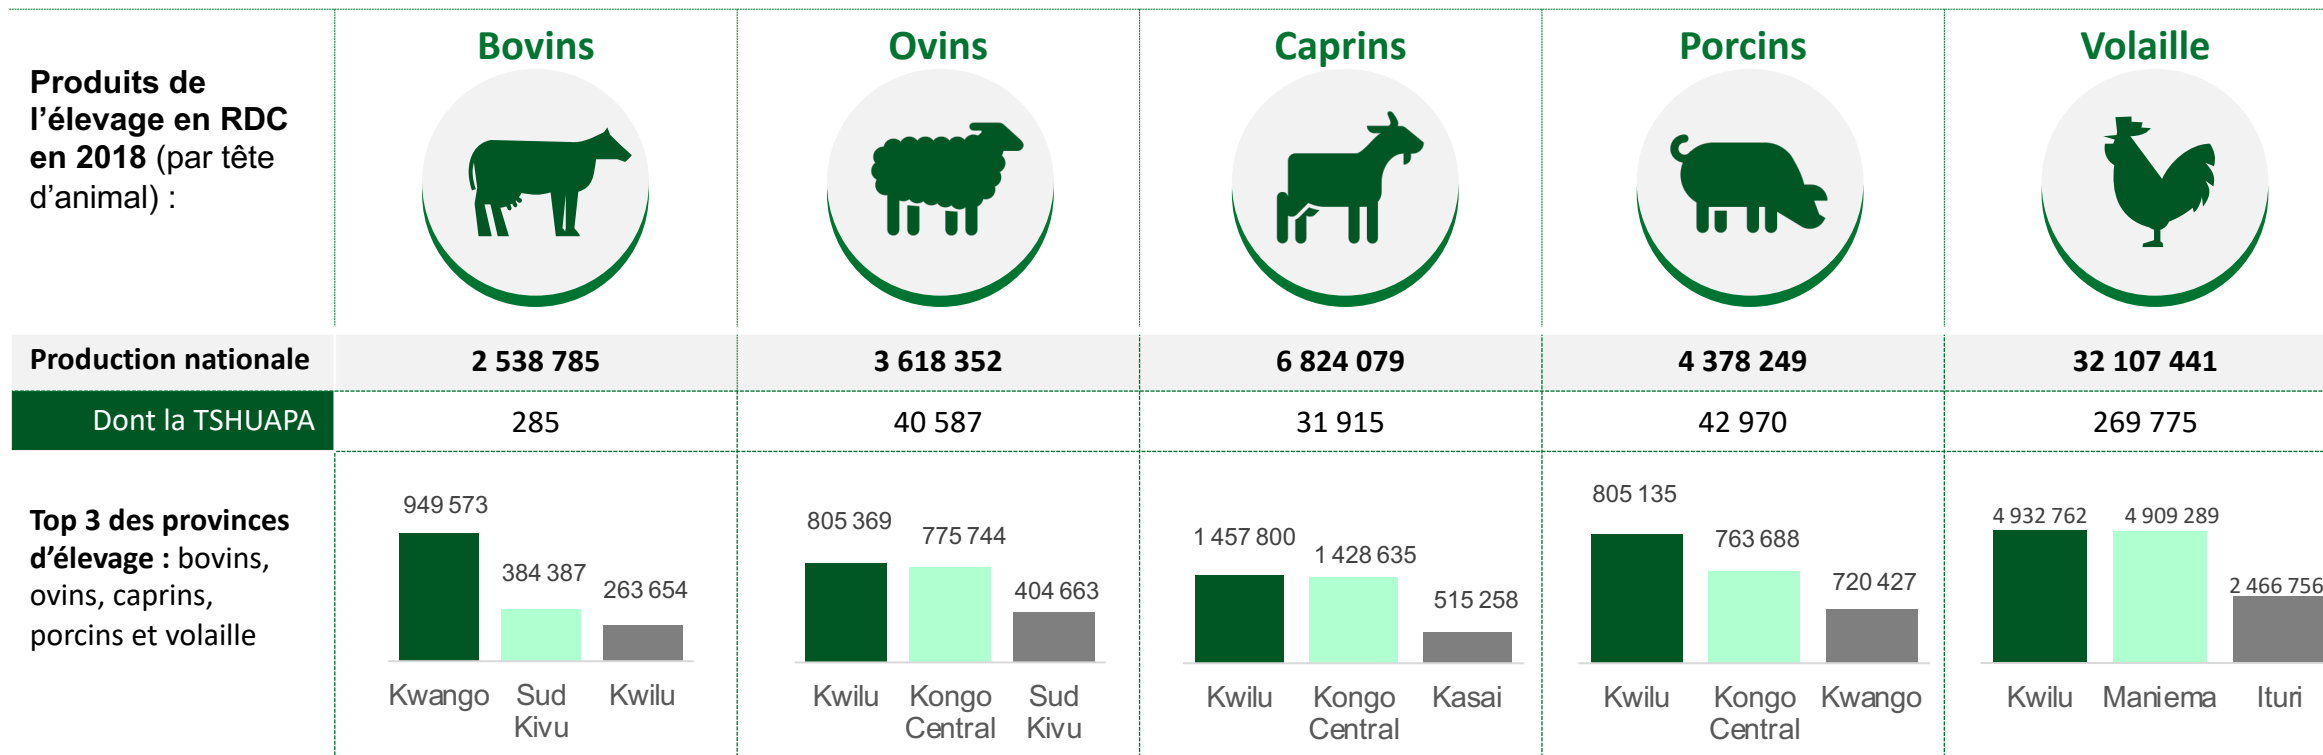 Produits de
l’élevage en RDC
en 2018 (par tête
d’animal) :
Bovins
Ovins
Caprins
Porcins
Volaille
Production nationale
2 538 785
3 618 352
6 824 079
4 378 249
32 107 441
Dont la TSHUAPA
285
40 587
31 915
42 970
269 775
Top 3 des provinces
d’élevage : bovins,
ovins, caprins,
porcins et volaille
949 573
384 387
263 654
Kwango
Sud
Kivu
Kwilu
805 369
775 744
404 663
Kwilu
Kongo
Central
Sud
Kivu
1 457 800
1 428 635
515 258
Kwilu
Kongo
Central
Kasai
805 135
763 688
720 427
Kwilu
Kongo
Central
Kwango
4 932 762
4 909 289
2 466 756
Kwilu
Maniema
Ituri